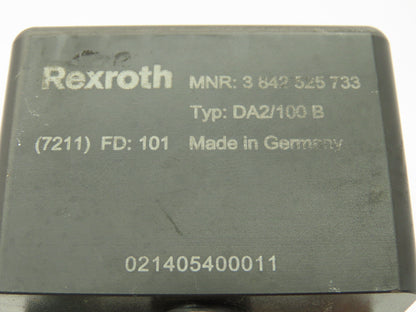 Rexroth MNR: 3 842 525 733
Typ: DA2/100 B
(7211) FD: 101 Made in Germany
021405400011